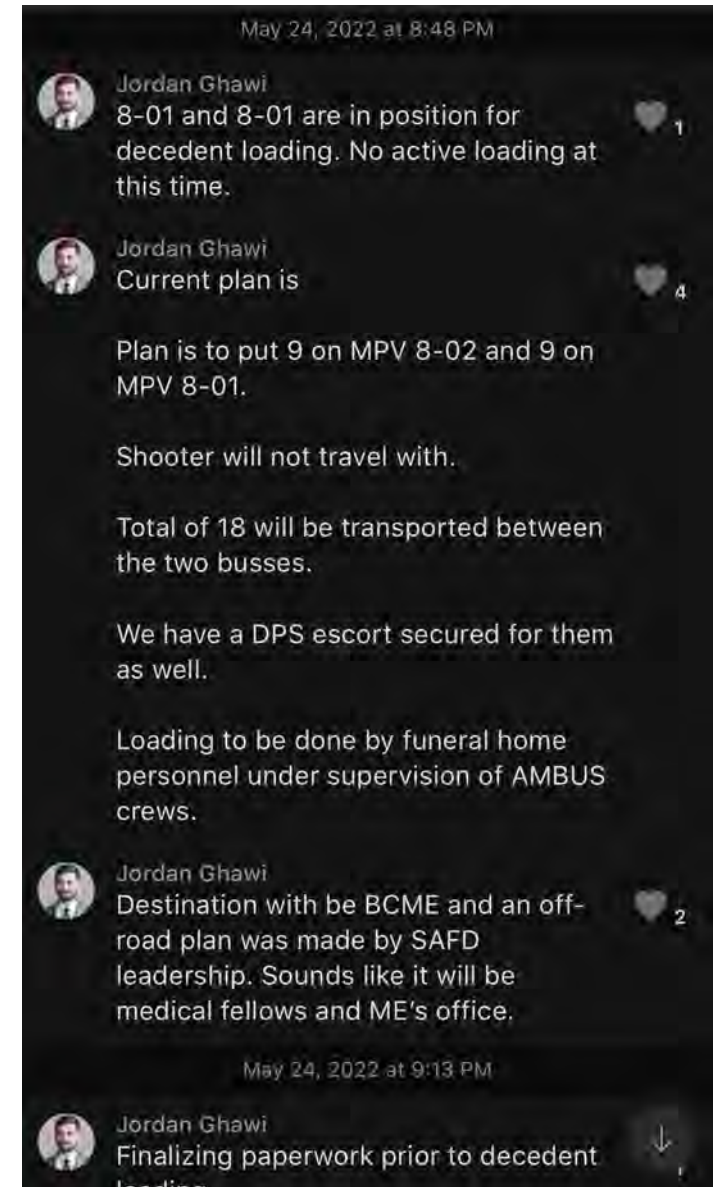 May 24, 2022 at 8:48 PM
Jordan Ghawi
8-01 and 8-01 are in position for
decedent loading. No active loading at
this time.
1
Jordan Ghawi
Current plan is
4
Plan is to put 9 on MPV 8-02 and 9 on
MPV 8-01.
Shooter will not travel with.
Total of 18 will be transported between
the two busses.
We have a DPS escort secured for them
as well.
Loading to be done by funeral home
personnel under supervision of AMBUS
crews.
Jordan Ghawi
Destination with be BCME and an off-
road plan was made by SAFD
leadership. Sounds like it will be
medical fellows and ME's office.
2
May 24, 2022 at 9:13 PM
Jordan Ghawi
Finalizing paperwork prior to decedent